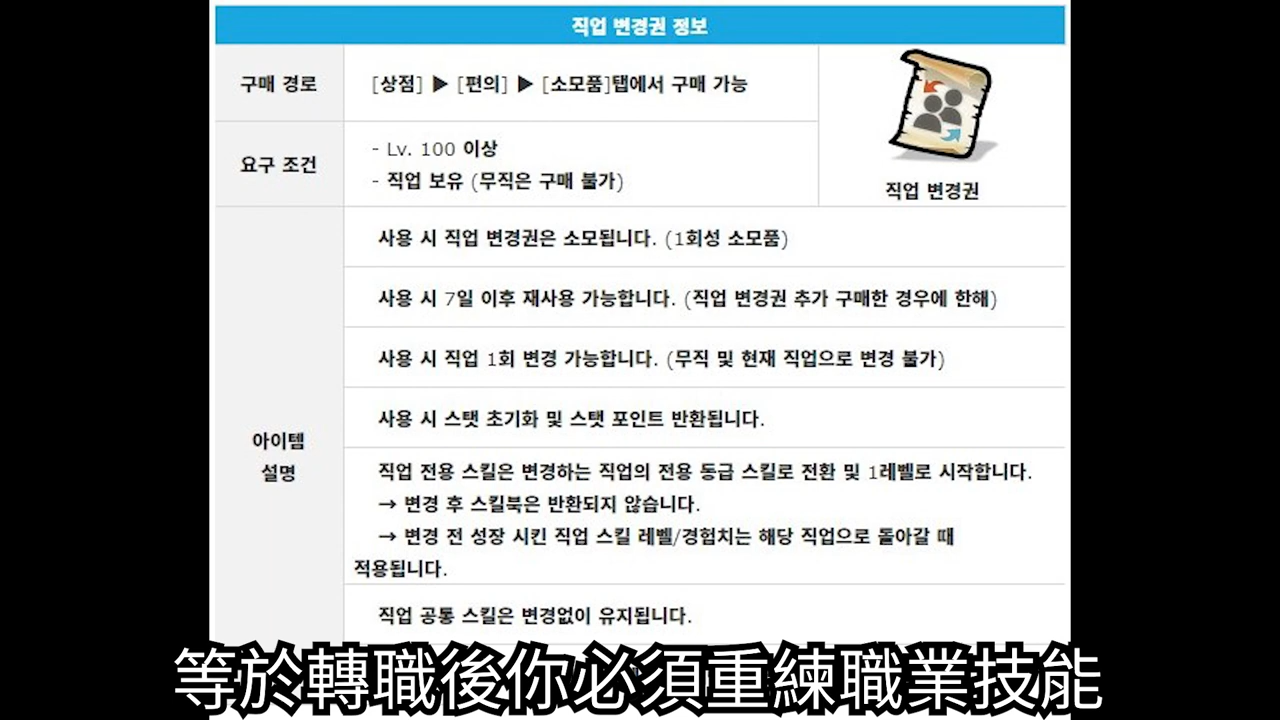 직업 변경권 정보
구매 경로
[상점] ▶ [편의] ▶ [소모품]탭에서 구매 가능
요구 조건
- Lv. 100 이상
- 직업 보유 (무직은 구매 불가)
직업 변경권
아이템
설명
사용 시 직업 변경권은 소모됩니다. (1회성 소모품)
사용 시 7일 이후 재사용 가능합니다. (직업 변경권 추가 구매한 경우에 한해)
사용 시 직업 1회 변경 가능합니다. (무직 및 현재 직업으로 변경 불가)
사용 시 스탯 초기화 및 스탯 포인트 반환됩니다.
직업 전용 스킬은 변경하는 직업의 전용 동급 스킬로 전환 및 1레벨로 시작합니다.
→ 변경 후 스킬북은 반환되지 않습니다.
→ 변경 전 성장 시킨 직업 스킬 레벨/경험치는 해당 직업으로 돌아갈 때
적용됩니다.
직업 공통 스킬은 변경없이 유지됩니다.
等於轉職後你必須重練職業技能